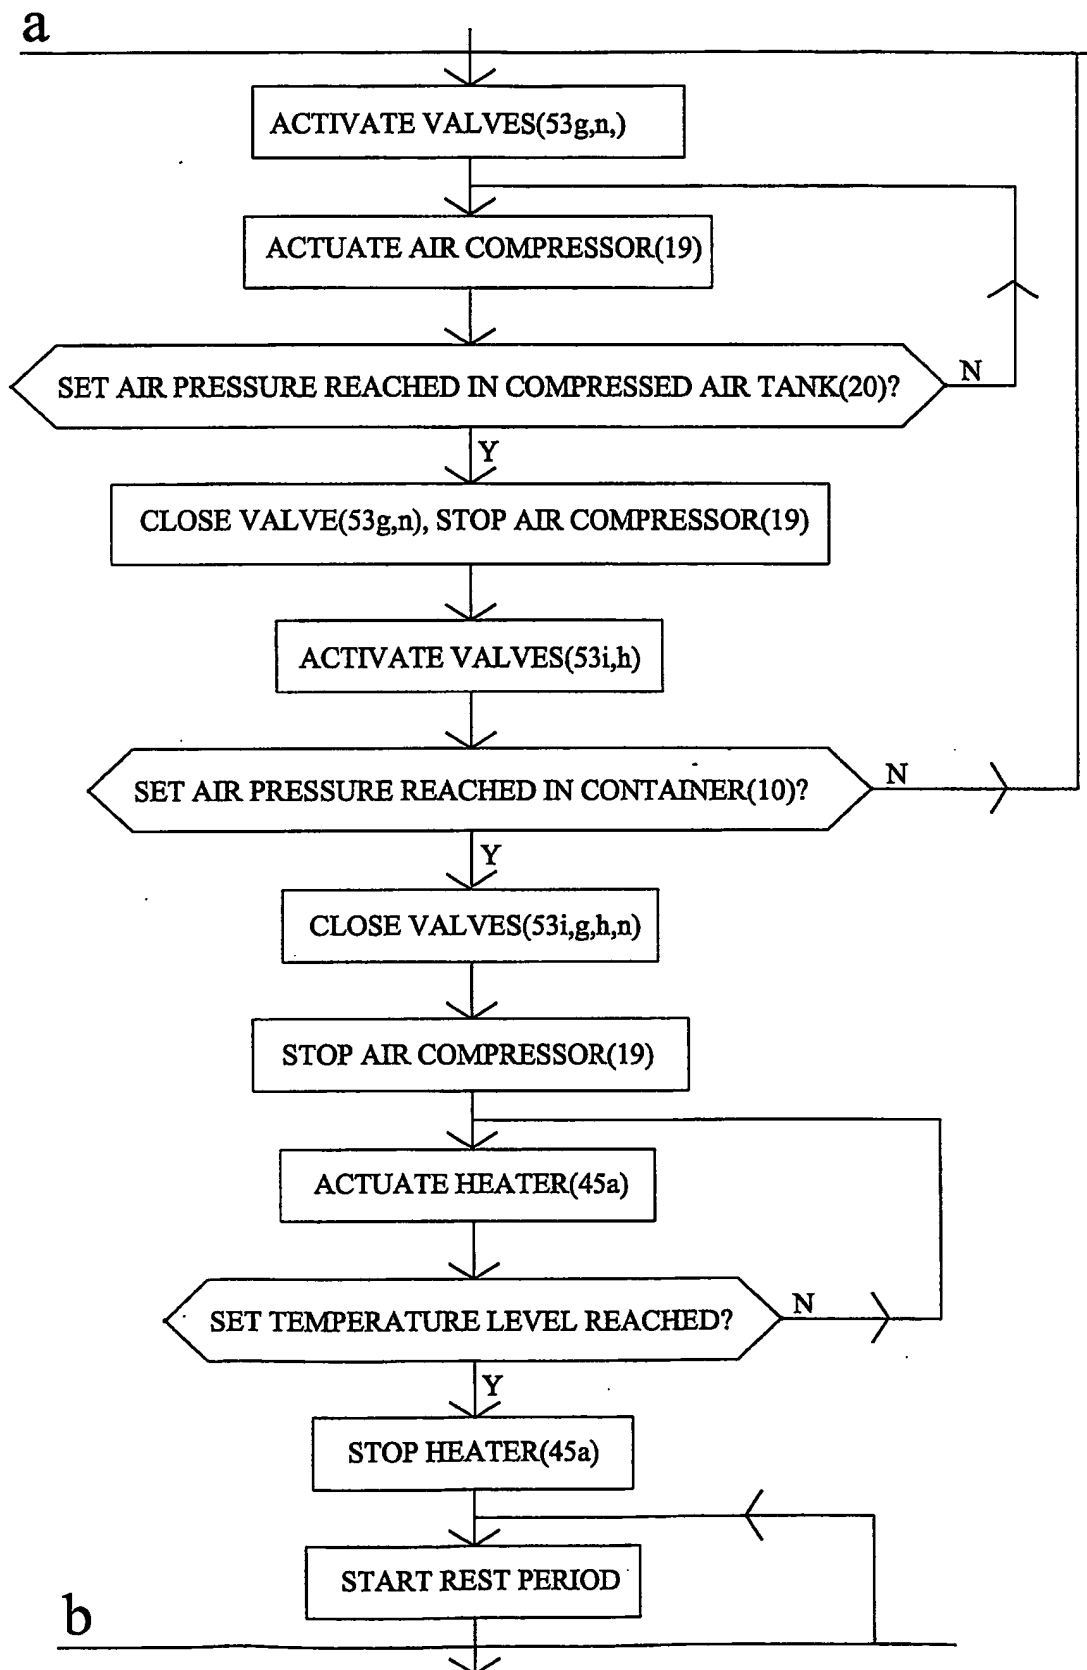 a
ACTIVATE VALVES(53g,n,)
ACTUATE AIR COMPRESSOR(19)
SET AIR PRESSURE REACHED IN COMPRESSED AIR TANK(20)?
N
Y
CLOSE VALVE(53g,n), STOP AIR COMPRESSOR(19)
ACTIVATE VALVES(53i,h)
SET AIR PRESSURE REACHED IN CONTAINER(10)?
N
Y
CLOSE VALVES(53i,g,h,n)
STOP AIR COMPRESSOR(19)
ACTUATE HEATER(45a)
SET TEMPERATURE LEVEL REACHED?
N
Y
STOP HEATER(45a)
START REST PERIOD
b